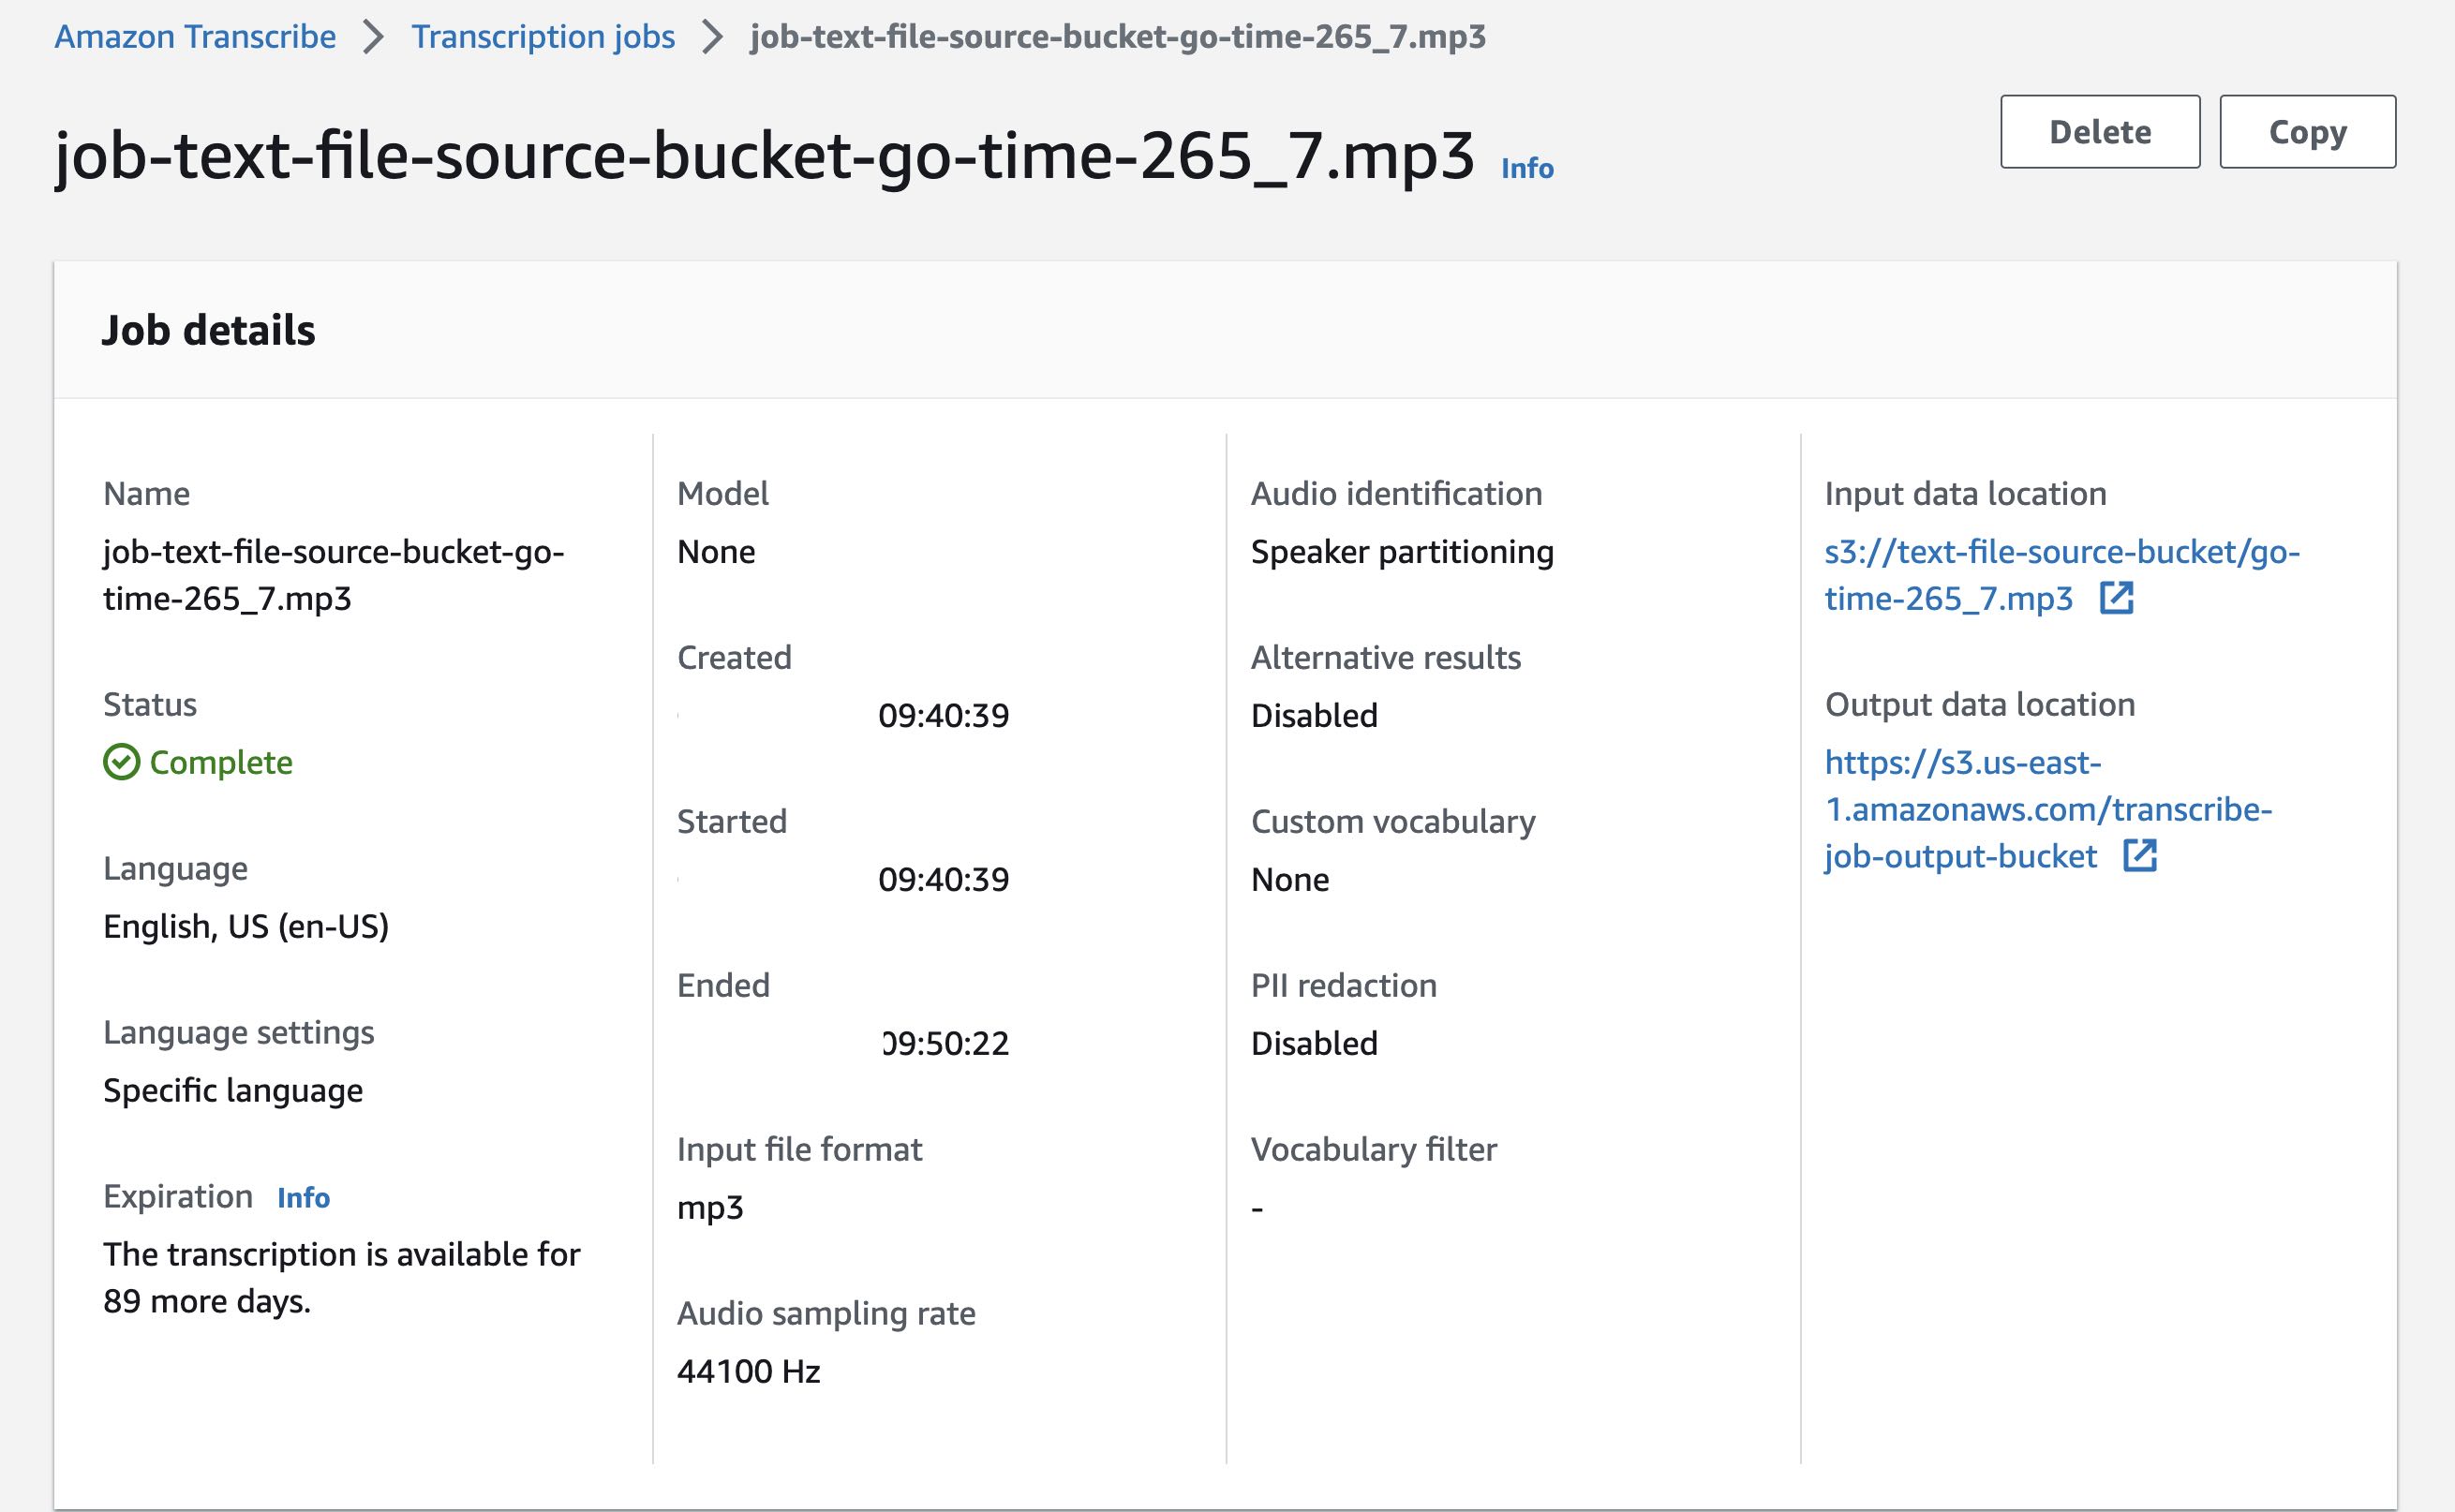 Amazon Transcribe > Transcription jobs > job-text-file-source-bucket-go-time-265_7.mp3
job-text-file-source-bucket-go-time-265_7.mp3 Info
Delete
Copy
Job details
Name
job-text-file-source-bucket-go-
time-265_7.mp3
Status
Complete
Language
English, US (en-US)
Language settings
Specific language
Expiration Info
The transcription is available for
89 more days.
Model
None
Created
09:40:39
Started
09:40:39
Ended
09:50:22
Input file format
mp3
Audio sampling rate
44100 Hz
Audio identification
Speaker partitioning
Alternative results
Disabled
Custom vocabulary
None
PII redaction
Disabled
Vocabulary filter
-
Input data location
s3://text-file-source-bucket/go-
time-265_7.mp3
Output data location
https://s3.us-east-
1.amazonaws.com/transcribe-
job-output-bucket